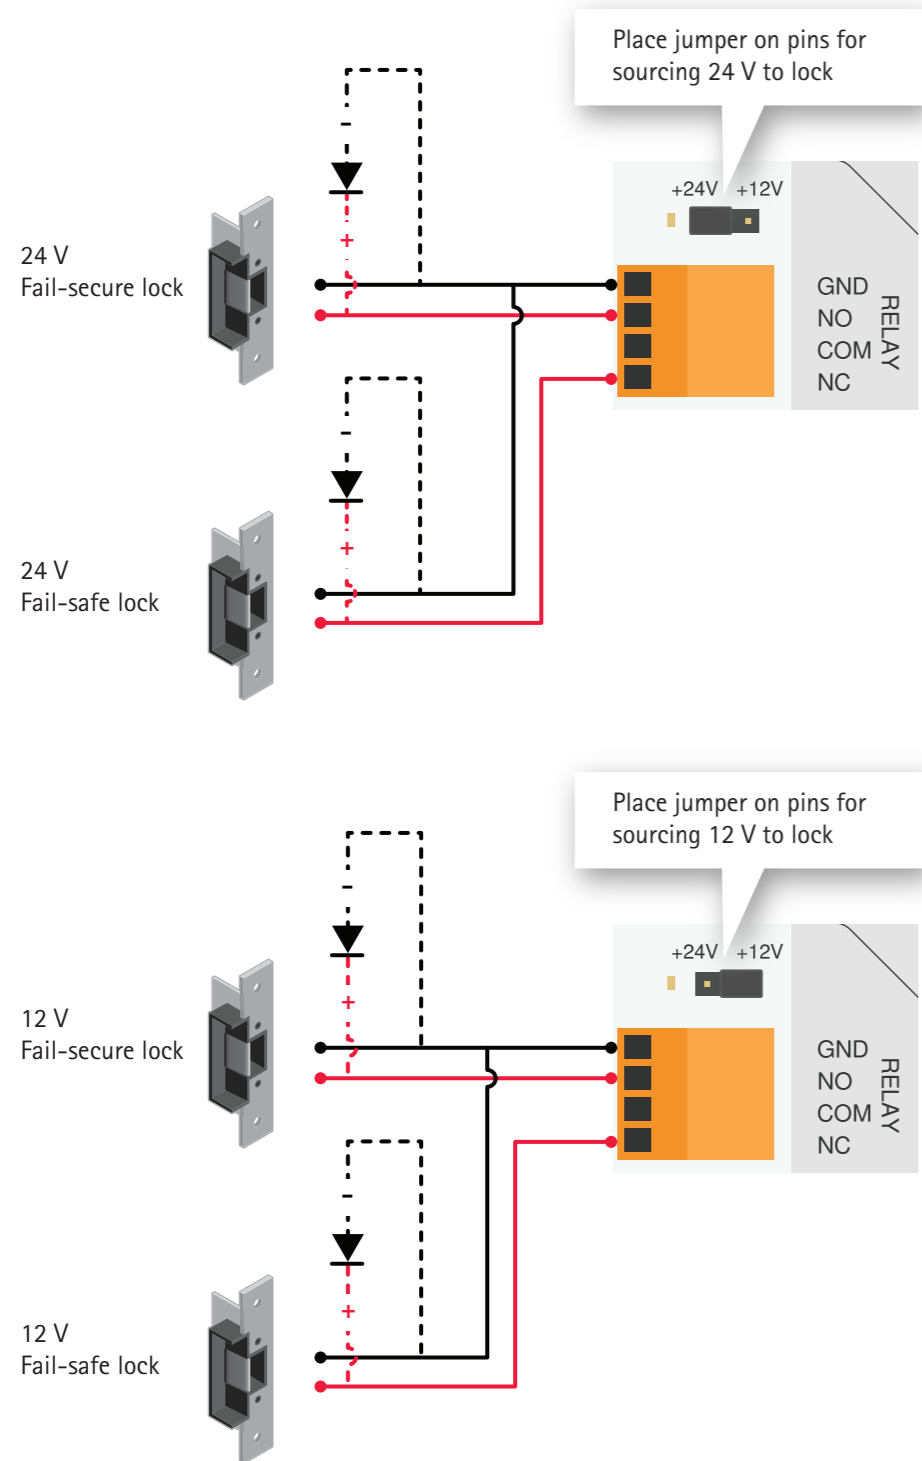 Place jumper on pins for
sourcing 24 V to lock
-
+24V +12V
+
24 V
Fail-secure lock
GND
NO
COM
NC
RELAY
-
+
24 V
Fail-safe lock
Place jumper on pins for
sourcing 12 V to lock
-
+24V +12V
+
12 V
Fail-secure lock
GND
NO
COM
NC
RELAY
-
+
12 V
Fail-safe lock